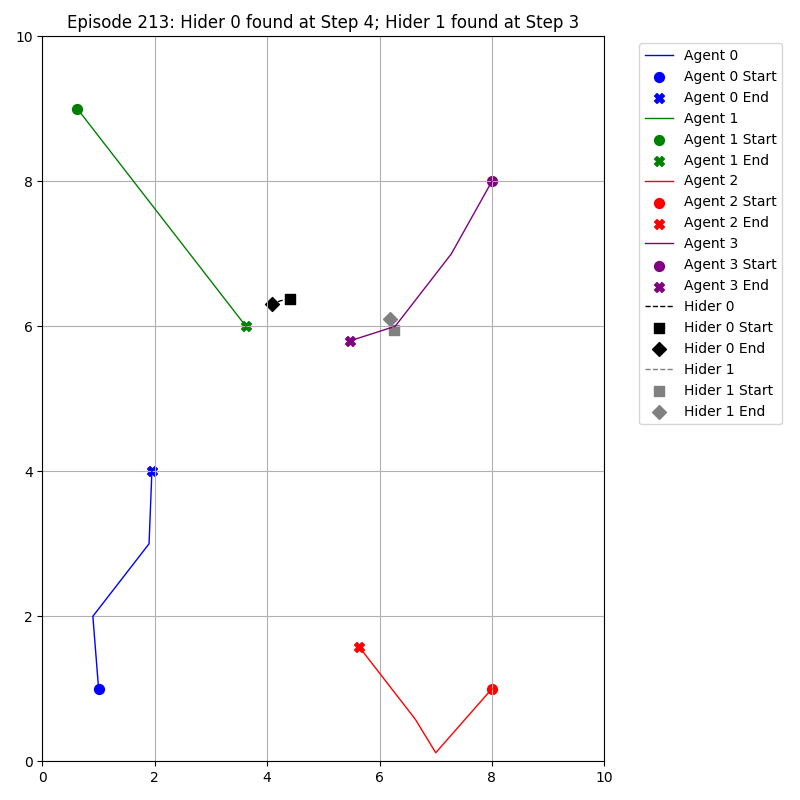 Episode 213: Hider 0 found at Step 4; Hider 1 found at Step 3
10
8
6
4
2
0
0 2 4 6 8 10
Agent 0
Agent 0 Start
Agent 0 End
Agent 1
Agent 1 Start
Agent 1 End
Agent 2
Agent 2 Start
Agent 2 End
Agent 3
Agent 3 Start
Agent 3 End
Hider 0
Hider 0 Start
Hider 0 End
Hider 1
Hider 1 Start
Hider 1 End